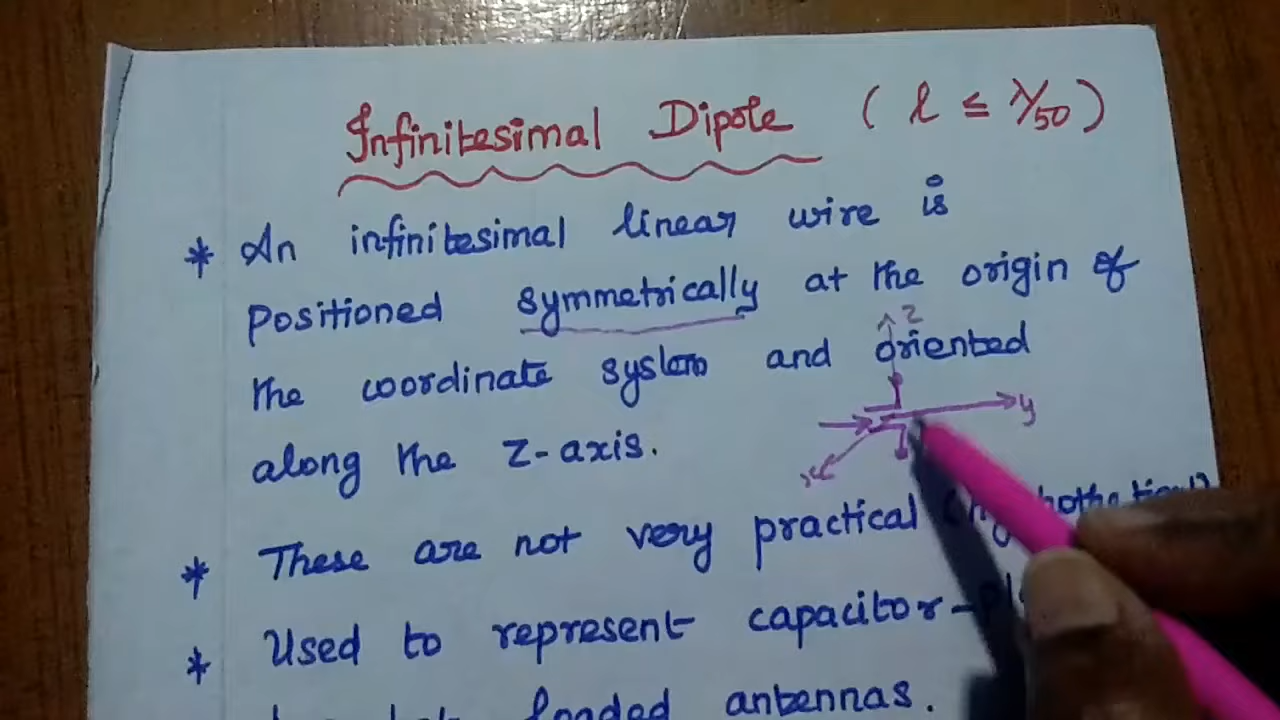 Infinitesimal Dipole ( l ≤ λ/50 )
* An infinitesimal linear wire is
positioned symmetrically at the origin of
the coordinate system and oriented
z
y
x
along the z-axis.
* These are not very practical
* Used to represent capacitor-
loaded antennas.